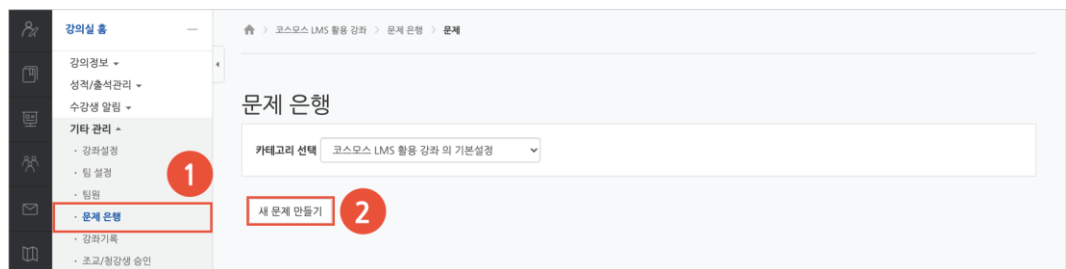 강의실 홈
강의정보
성적/출석관리
수강생 알림
기타 관리
· 강좌설정
· 팀 설정
· 팀원
· 문제 은행
· 강좌기록
· 조교/청강생 승인
1
코스모스 LMS 활용 강좌 > 문제 은행 > 문제
문제 은행
카테고리 선택 코스모스 LMS 활용 강좌 의 기본설정
새 문제 만들기
2